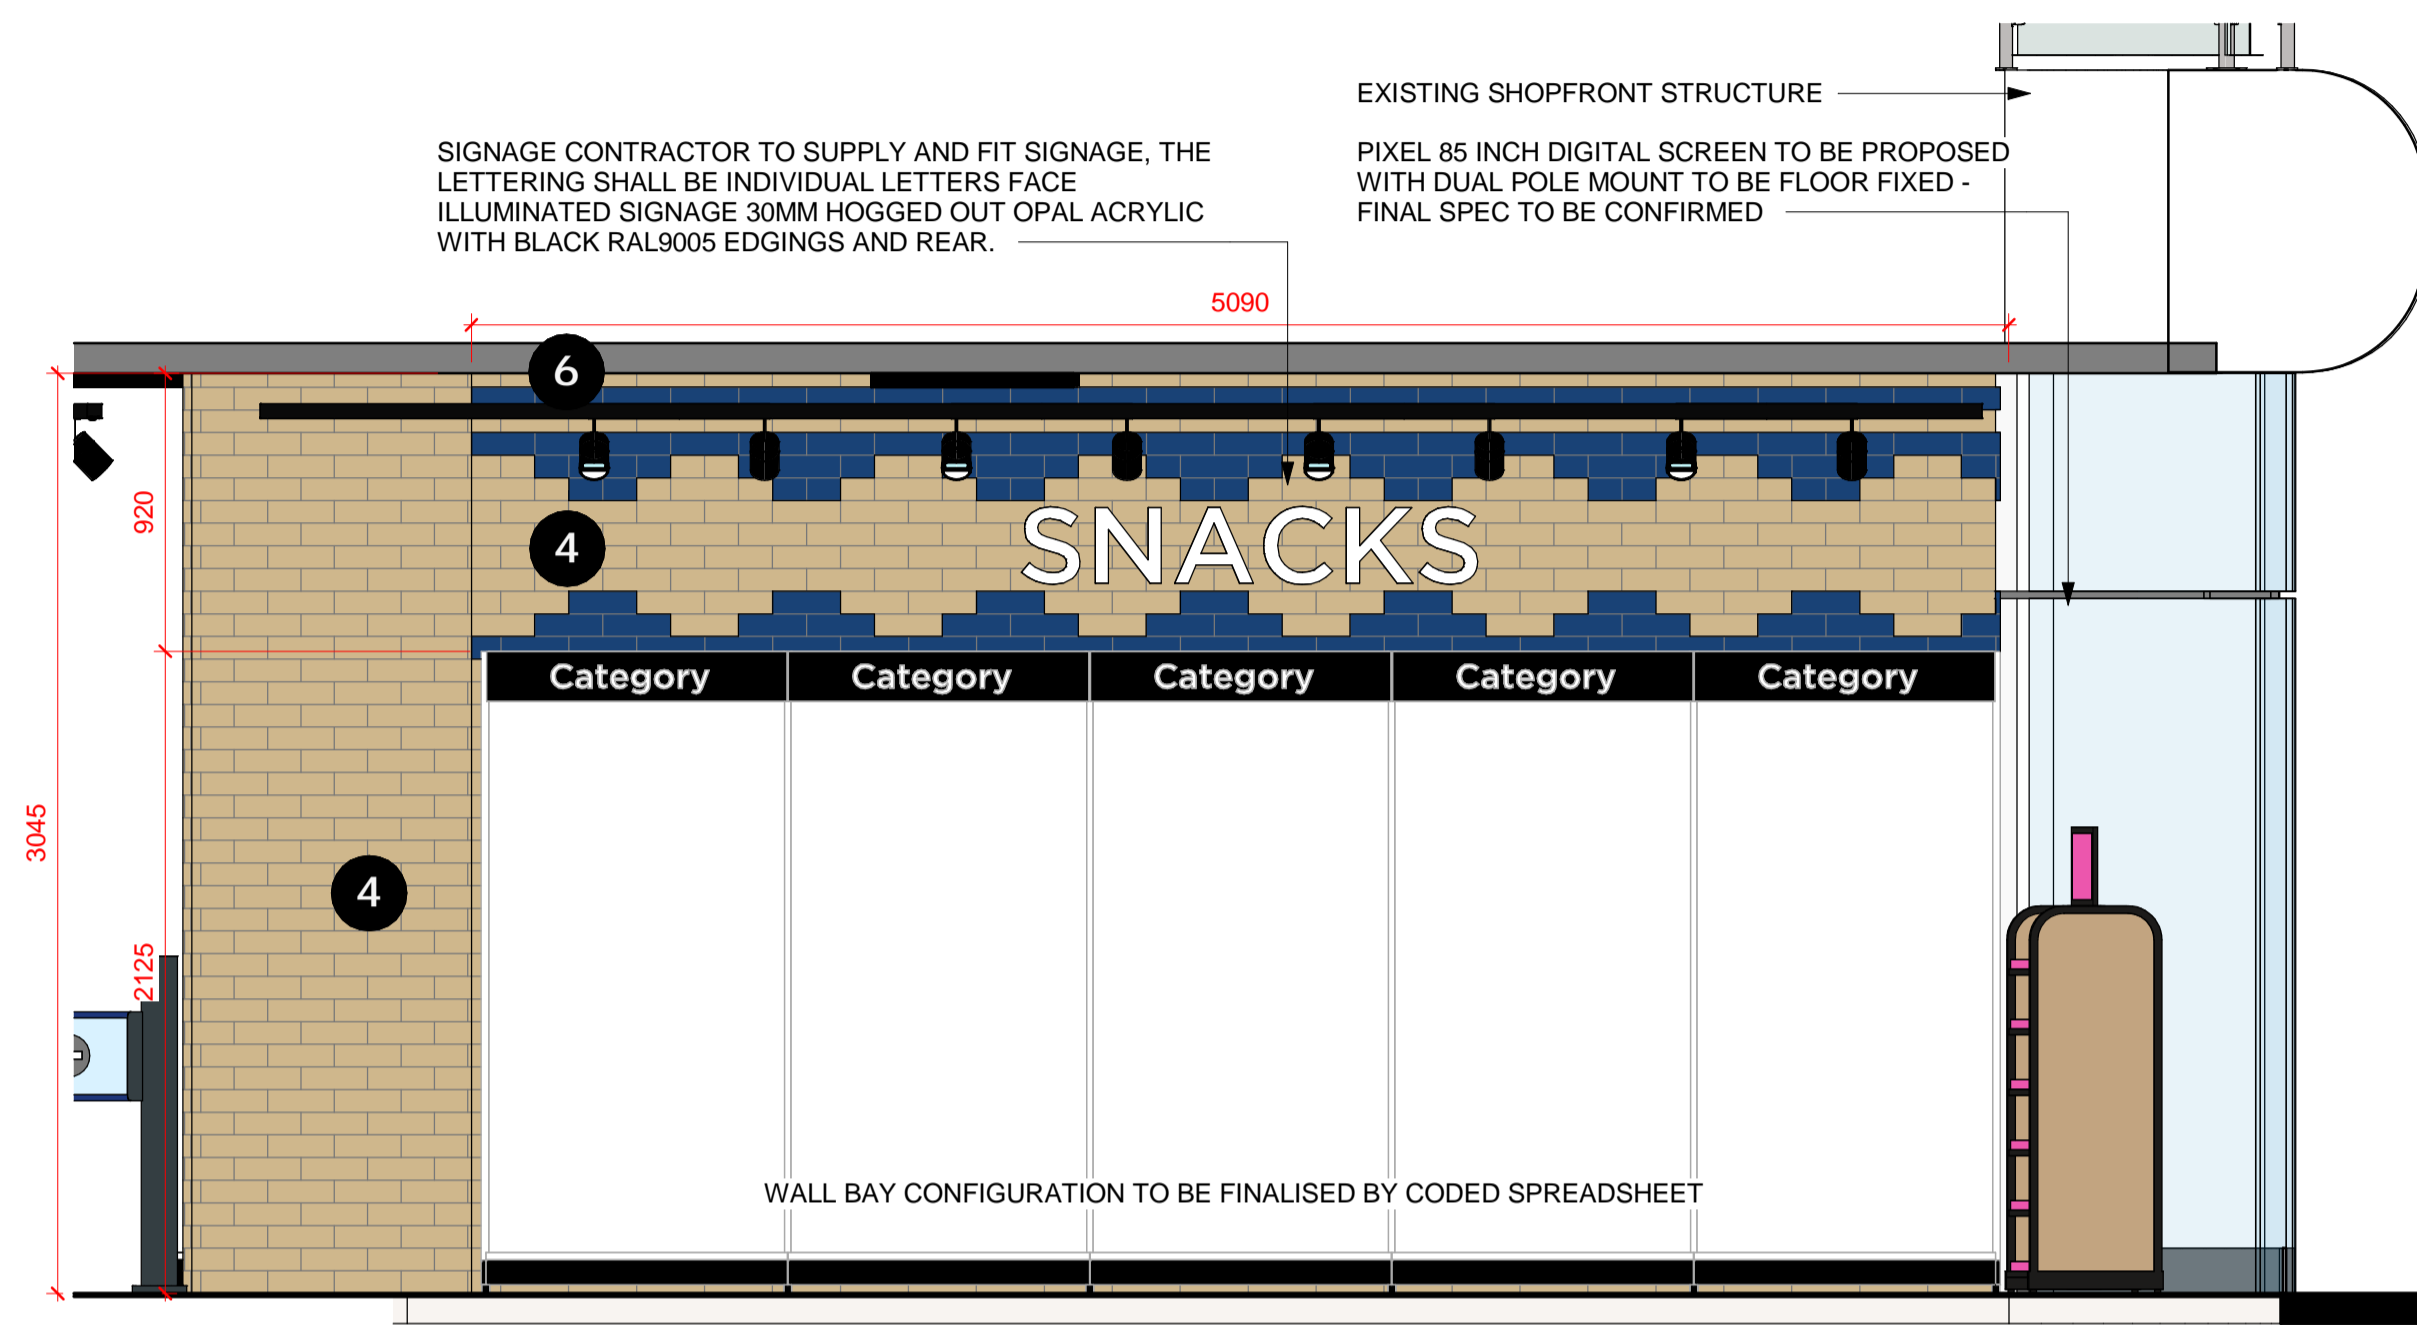 EXISTING SHOPFRONT STRUCTURE
SIGNAGE CONTRACTOR TO SUPPLY AND FIT SIGNAGE, THE
LETTERING SHALL BE INDIVIDUAL LETTERS FACE
ILLUMINATED SIGNAGE 30MM HOGGED OUT OPAL ACRYLIC
WITH BLACK RAL9005 EDGINGS AND REAR.
PIXEL 85 INCH DIGITAL SCREEN TO BE PROPOSED
WITH DUAL POLE MOUNT TO BE FLOOR FIXED -
FINAL SPEC TO BE CONFIRMED
5090
6
920
4
SNACKS
Category Category Category Category Category
3045
4
2125
WALL BAY CONFIGURATION TO BE FINALISED BY CODED SPREADSHEET